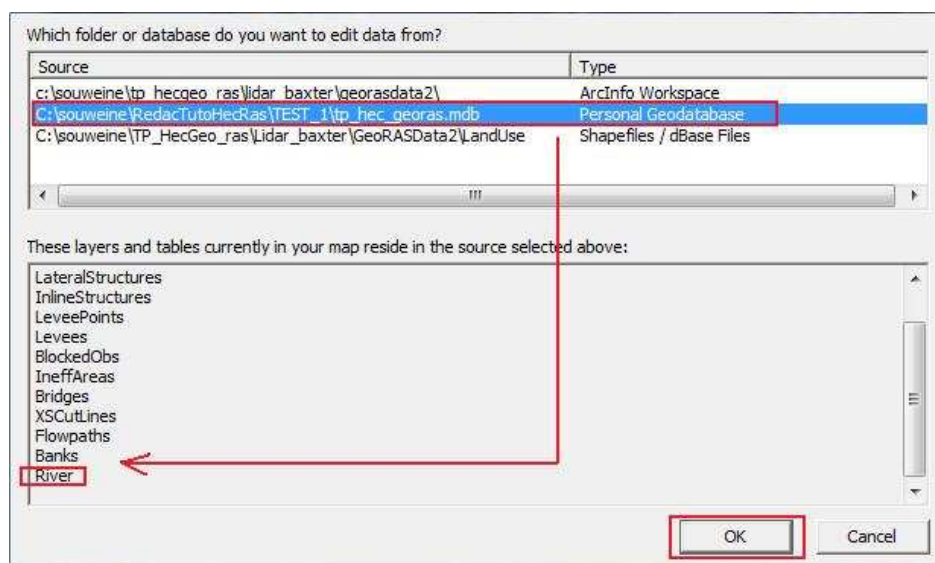 Which folder or database do you want to edit data from?
Source Type
c:\souweine\tp_hecgeo_ras\lidar_baxter\georasdata2\ ArcInfo Workspace
C:\souweine\RedacTutoHecRas\TEST_1\tp_hec_georas.mdb Personal Geodatabase
C:\souweine\TP_HecGeo_ras\Lidar_baxter\GeoRASData2\LandUse Shapefiles / dBase Files
These layers and tables currently in your map reside in the source selected above:
LateralStructures
InlineStructures
LeveePoints
Levees
BlockedObs
IneffAreas
Bridges
XSCutLines
Flowpaths
Banks
River
OK Cancel